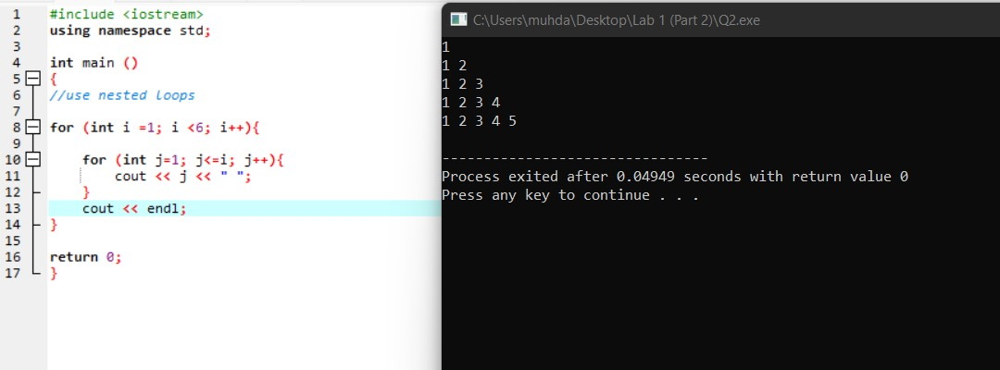 1 #include <iostream>
2 using namespace std;
3
4 int main ()
5 {
6 //use nested loops
7
8 for (int i =1; i <6; i++){
9
10 for (int j=1; j<=i; j++){
11 cout << j << " ";
12 }
13 cout << endl;
14 }
15
16 return 0;
17 }
C:\Users\muhda\Desktop\Lab 1 (Part 2)\Q2.exe
1
1 2
1 2 3
1 2 3 4
1 2 3 4 5
--------------------------------
Process exited after 0.04949 seconds with return value 0
Press any key to continue . . .